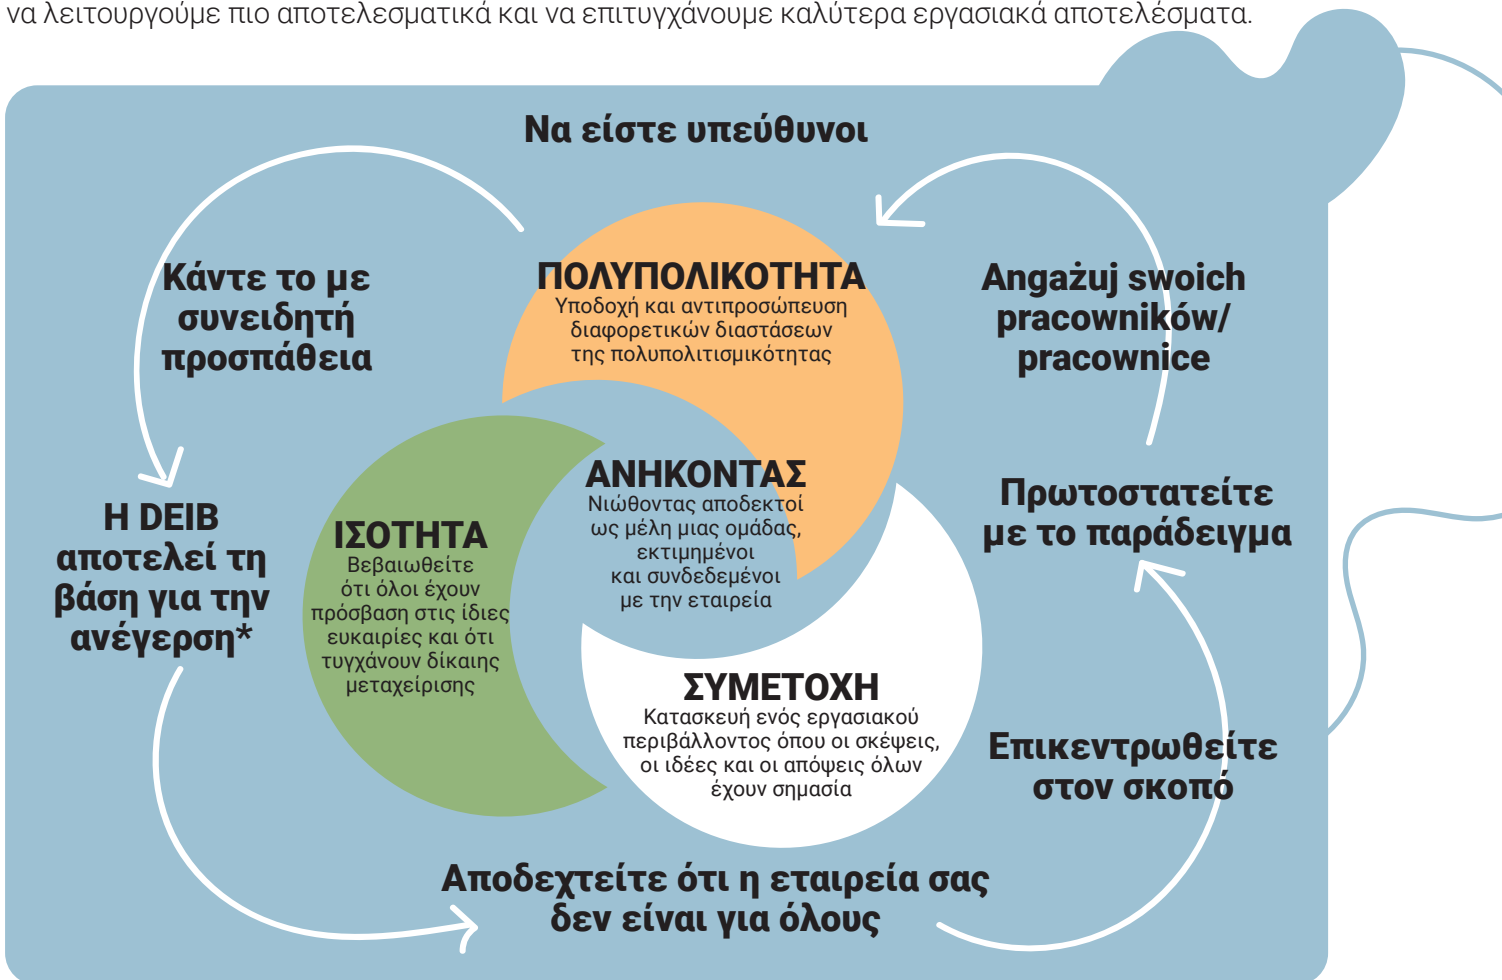 να λειτουργούμε πιο αποτελεσματικά και να επιτυγχάνουμε καλύτερα εργασιακά αποτελέσματα.
Να είστε υπεύθυνοι
Κάντε το με
συνειδητή
προσπάθεια
ΠΟΛΥΠΟΛΙΚΟΤΗΤΑ
Υποδοχή και αντιπροσώπευση
διαφορετικών διαστάσεων
της πολυπολιτισμικότητας
Angażuj swoich
pracowników/
pracownice
Η DEIB
αποτελεί τη
βάση για την
ανέγερση*
ΙΣΟΤΗΤΑ
Βεβαιωθείτε
ότι όλοι έχουν
πρόσβαση στις ίδιες
ευκαιρίες και ότι
τυγχάνουν δίκαιης
μεταχείρισης
ΑΝΗΚΟΝΤΑΣ
Νιώθοντας αποδεκτοί
ως μέλη μιας ομάδας,
εκτιμημένοι
και συνδεδεμένοι
με την εταιρεία
Πρωτοστατείτε
με το παράδειγμα
ΣΥΜΕΤΟΧΗ
Κατασκευή ενός εργασιακού
περιβάλλοντος όπου οι σκέψεις,
οι ιδέες και οι απόψεις όλων
έχουν σημασία
Επικεντρωθείτε
στον σκοπό
Αποδεχτείτε ότι η εταιρεία σας
δεν είναι για όλους